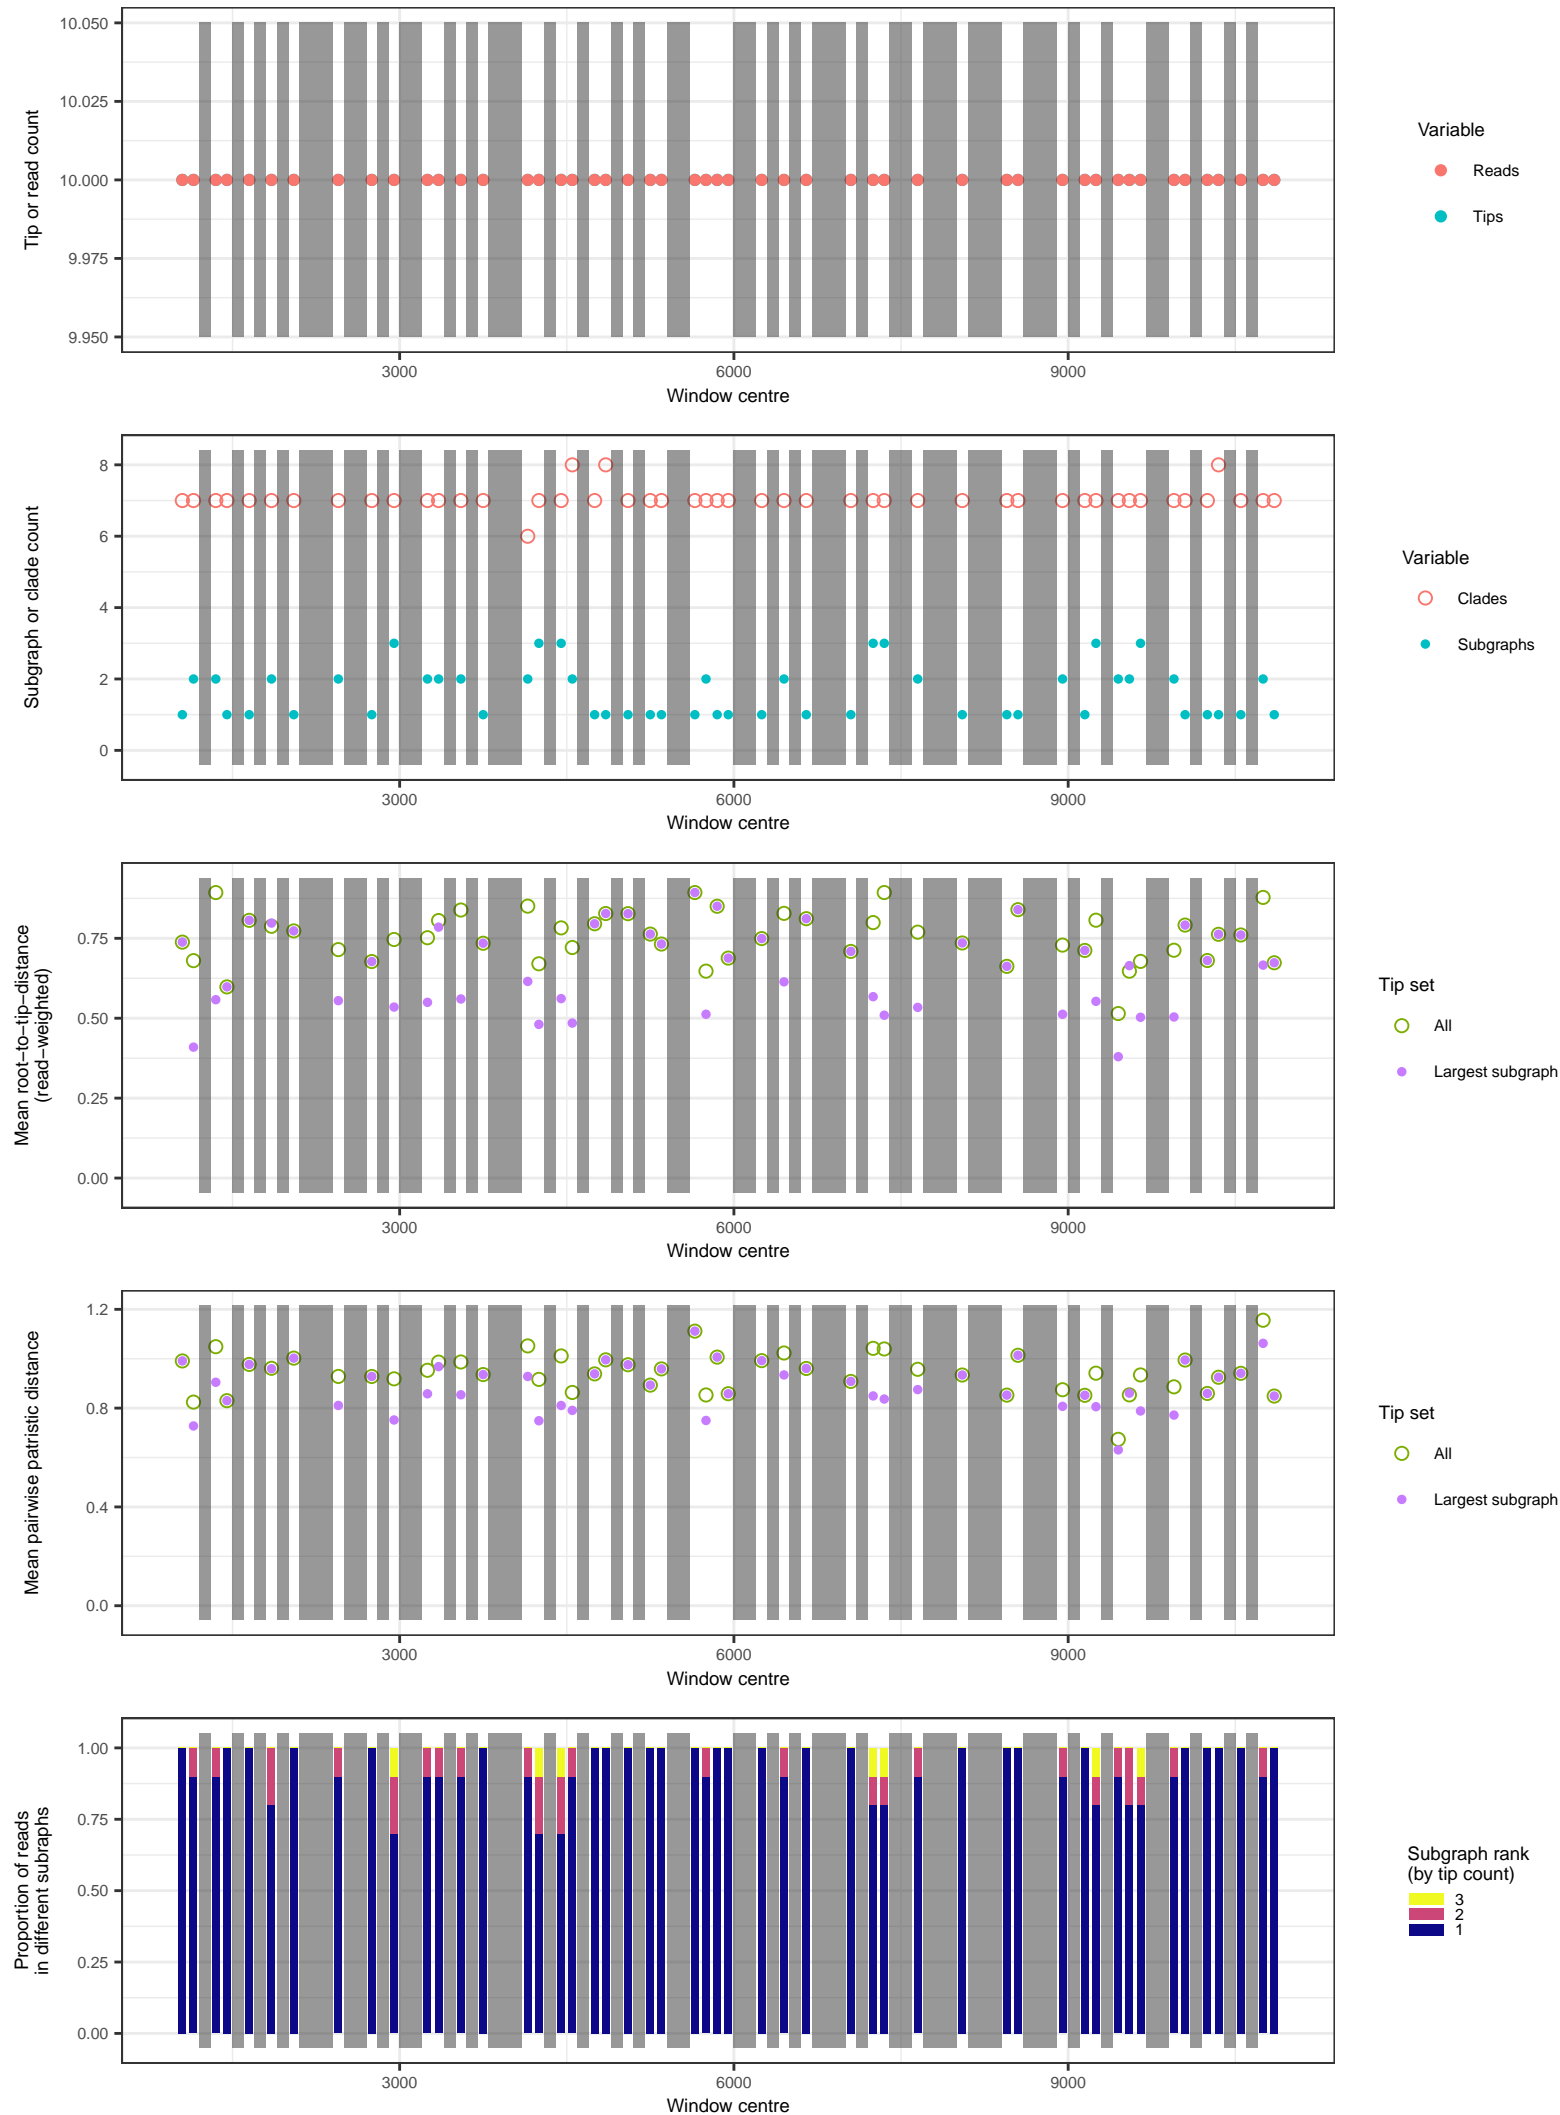 10.050
10.025
10.000
9.975
9.950
Tip or read count
3000
6000
9000
Window centre
Variable
Reads
Tips
8
6
4
2
0
Subgraph or clade count
3000
6000
9000
Window centre
Variable
Clades
Subgraphs
0.75
0.50
0.25
0.00
Mean root−to−tip−distance
(read−weighted)
3000
6000
9000
Window centre
Tip set
All
Largest subgraph
1.2
0.8
0.4
0.0
Mean pairwise patristic distance
3000
6000
9000
Window centre
Tip set
All
Largest subgraph
1.00
0.75
0.50
0.25
0.00
Proportion of reads
in different subraphs
3000
6000
9000
Window centre
Subgraph rank
(by tip count)
3
2
1